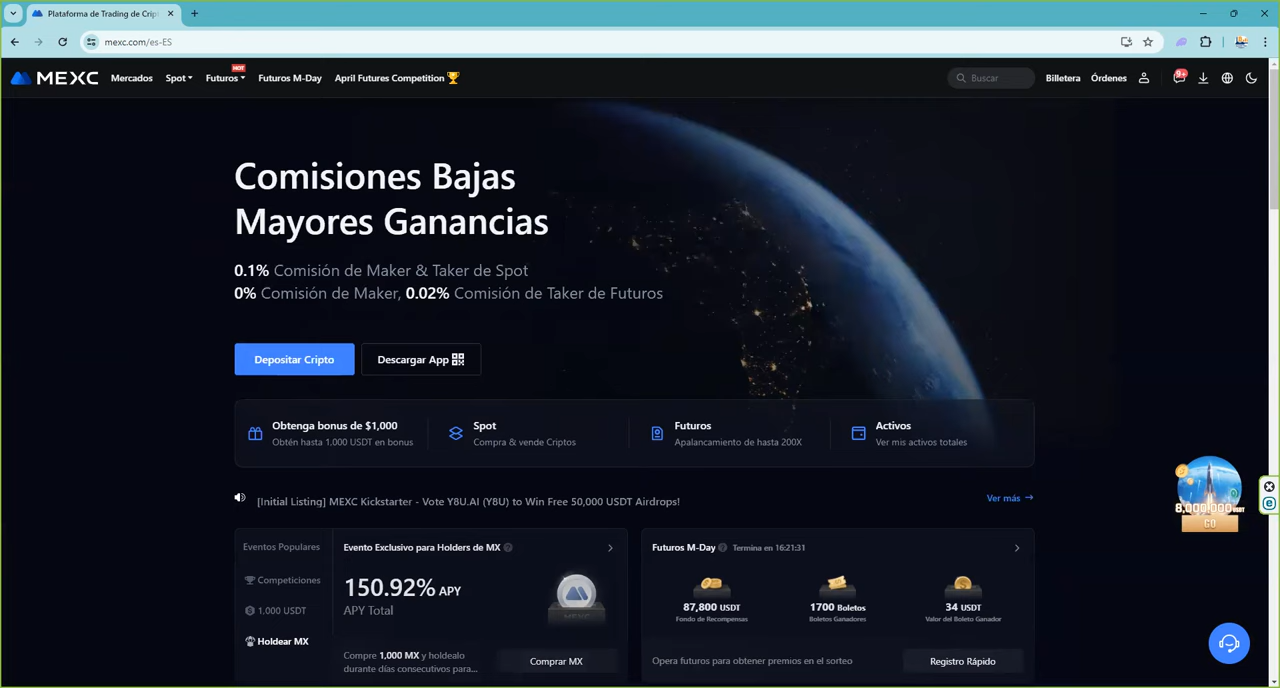 Plataforma de Trading de Crip
mexc.com/es-ES
MEXC
Mercados
Spot
HOT
Futuros
Futuros M-Day
April Futures Competition
Buscar
Billetera
Órdenes
9+
Comisiones Bajas
Mayores Ganancias
0.1% Comisión de Maker & Taker de Spot
0% Comisión de Maker, 0.02% Comisión de Taker de Futuros
Depositar Cripto
Descargar App
Obtenga bonus de $1,000
Obtén hasta 1.000 USDT en bonus
Spot
Compra & vende Criptos
Futuros
Apalancamiento de hasta 200X
Activos
Ver mis activos totales
8,000,000 USDT
GO
[Initial Listing] MEXC Kickstarter - Vote Y8U.AI (Y8U) to Win Free 50,000 USDT Airdrops!
Ver más
Eventos Populares
Competiciones
1,000 USDT
Holdear MX
Evento Exclusivo para Holders de MX
150.92% APY
APY Total
MEXC
Compre 1,000 MX y holdealo
durante días consecutivos para...
Comprar MX
Futuros M-Day
Termina en 16:21:31
87,800 USDT
Fondo de Recompensas
1700 Boletos
Boletos Ganadores
34 USDT
Valor del Boleto Ganador
Opera futuros para obtener premios en el sorteo
Registro Rápido